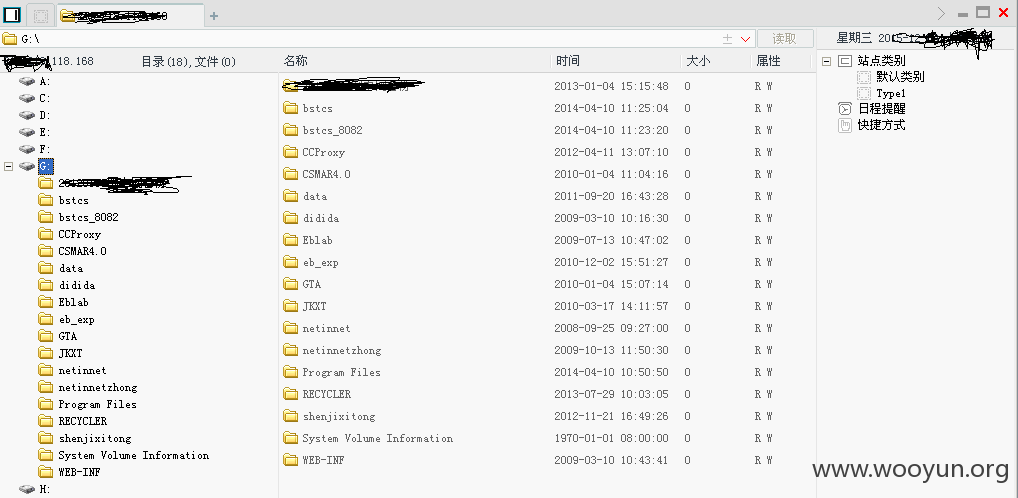 G:\
读取
星期三 2015-12
118.168
目录(18),文件(0)
名称 时间 大小 属性
A:
C:
D:
E:
F:
G:
bstcs
bstcs_8082
CCProxy
CSMAR4.0
data
didida
Eblab
eb_exp
GTA
JKXT
netinnet
netinnetzhong
Program Files
RECYCLER
shenjixitong
System Volume Information
WEB-INF
H:
2013-01-04 15:15:48 0 R W
bstcs 2014-04-10 11:25:04 0 R W
bstcs_8082 2014-04-10 11:23:20 0 R W
CCProxy 2012-04-11 13:07:10 0 R W
CSMAR4.0 2010-01-04 11:04:16 0 R W
data 2011-09-20 16:43:28 0 R W
didida 2009-03-10 10:16:30 0 R W
Eblab 2009-07-13 10:47:02 0 R W
eb_exp 2010-12-02 15:51:27 0 R W
GTA 2010-01-04 15:07:14 0 R W
JKXT 2010-03-17 14:11:57 0 R W
netinnet 2008-09-25 09:27:00 0 R W
netinnetzhong 2009-10-13 11:50:30 0 R W
Program Files 2014-04-10 10:50:50 0 R W
RECYCLER 2013-07-29 10:03:05 0 R W
shenjixitong 2012-11-21 16:49:26 0 R W
System Volume Information 1970-01-01 08:00:00 0 R W
WEB-INF 2009-03-10 10:43:41 0 R W
站点类别
默认类别
Type1
日程提醒
快捷方式
www.wooyun.org